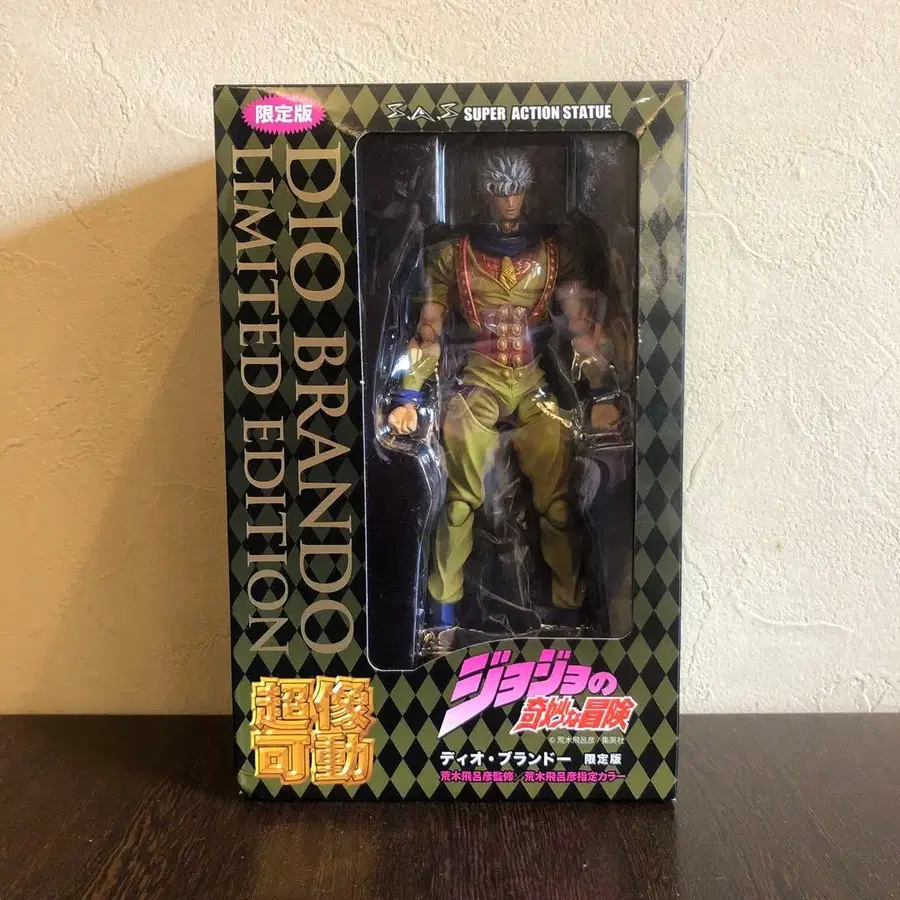 限定版
S.A.S SUPER ACTION STATUE
DIO BRANDO
LIMITED EDITION
超像
可動
ジョジョの
奇妙な冒険
© 荒木飛呂彦/集英社
ディオ・ブランドー 限定版
荒木飛呂彦監修/荒木飛呂彦指定カラー